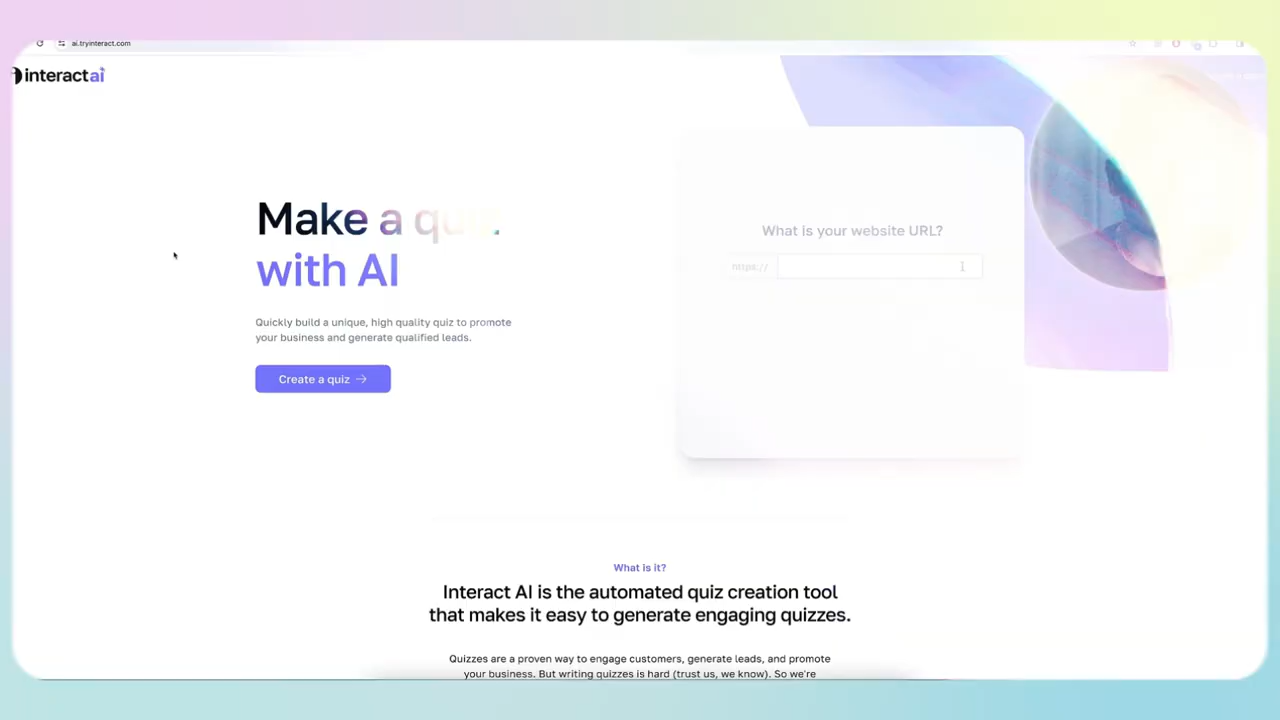 ai.tryinteract.com
interact ai
Make a quiz
with AI
Quickly build a unique, high quality quiz to promote
your business and generate qualified leads.
Create a quiz →
What is your website URL?
https://
What is it?
Interact AI is the automated quiz creation tool
that makes it easy to generate engaging quizzes.
Quizzes are a proven way to engage customers, generate leads, and promote
your business. But writing quizzes is hard (trust us, we know). So we're